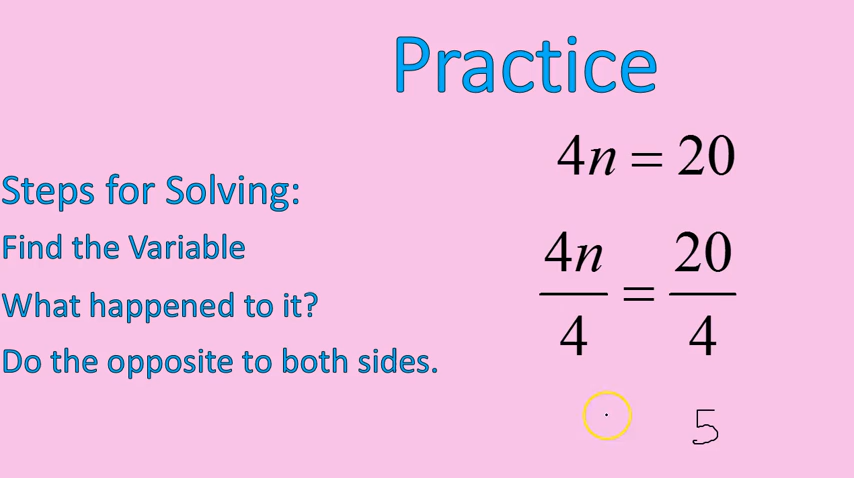 Practice
4n = 20
Steps for Solving:
Find the Variable
4n/4 = 20/4
What happened to it?
Do the opposite to both sides.
5